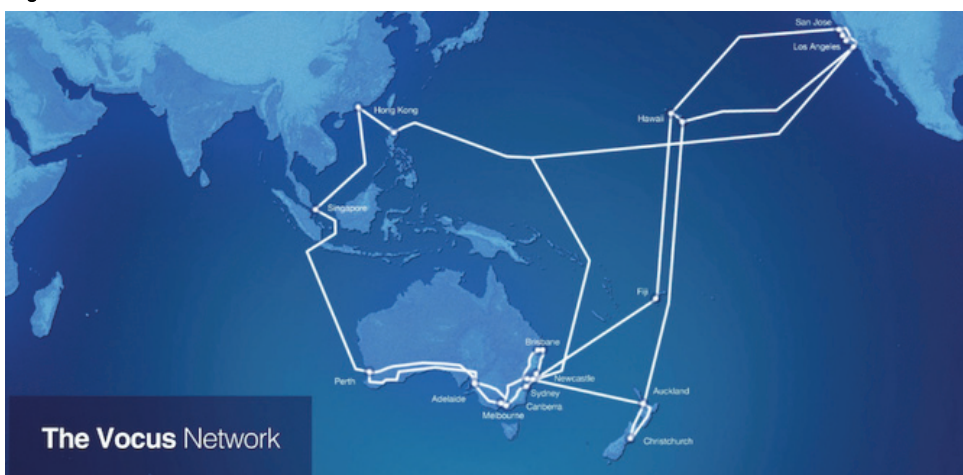 San Jose
Los Angeles
Hong Kong
Hawaii
Singapore
Fiji
Brisbane
Perth
Newcastle
Adelaide
Sydney
Auckland
Melbourne
Canberra
Christchurch
The Vocus Network